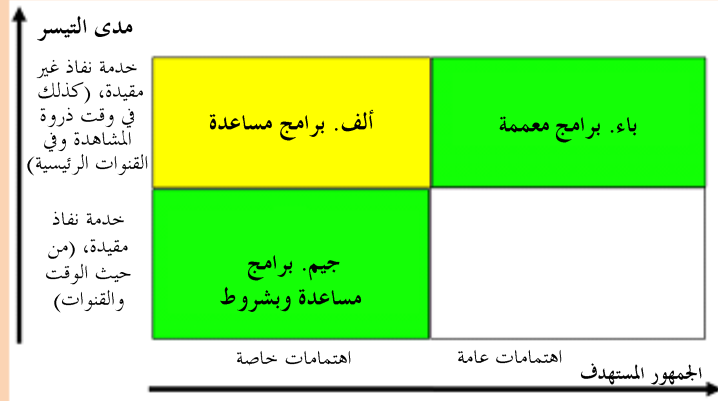 مدى التيسر
خدمة نفاذ غير
مقيدة، (كذلك
في وقت ذروة
المشاهدة وفي
القنوات الرئيسية)
ألف. برامج مساعدة
باء. برامج معممة
خدمة نفاذ
مقيدة، (من
حيث الوقت
والقنوات)
جيم. برامج
مساعدة وبشروط
اهتمامات خاصة
اهتمامات عامة
الجمهور المستهدف